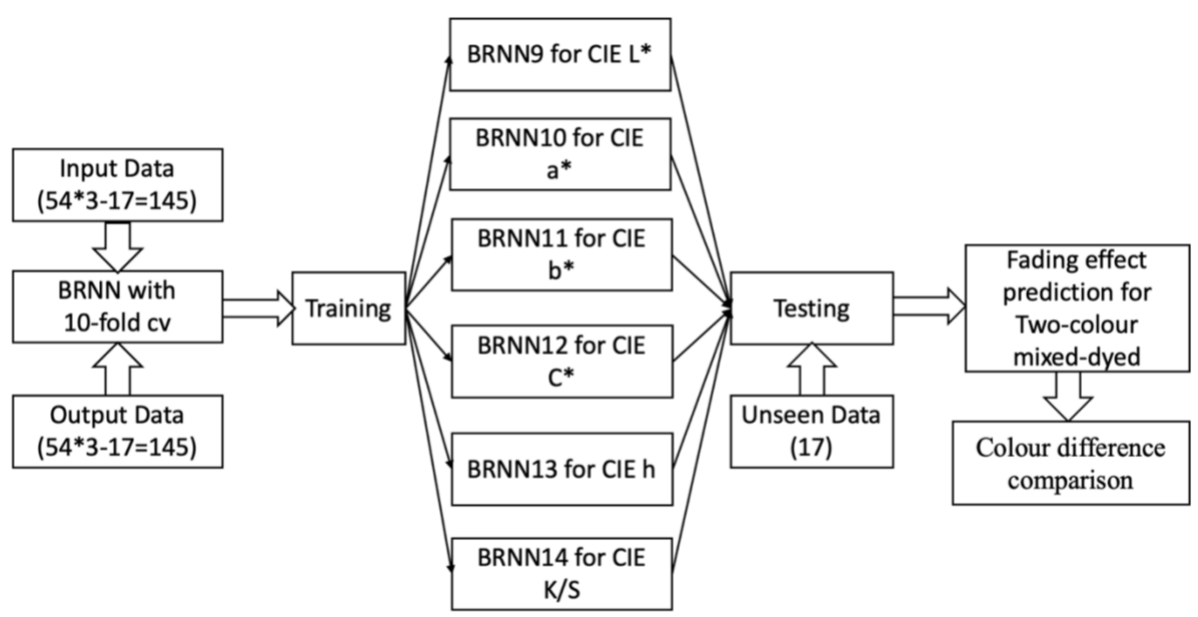 Input Data
(54*3-17=145)
BRNN with
10-fold cv
Output Data
(54*3-17=145)
Training
BRNN9 for CIE L*
BRNN10 for CIE
a*
BRNN11 for CIE
b*
BRNN12 for CIE
C*
BRNN13 for CIE h
BRNN14 for CIE
K/S
Testing
Unseen Data
(17)
Fading effect
prediction for
Two-colour
mixed-dyed
Colour difference
comparison